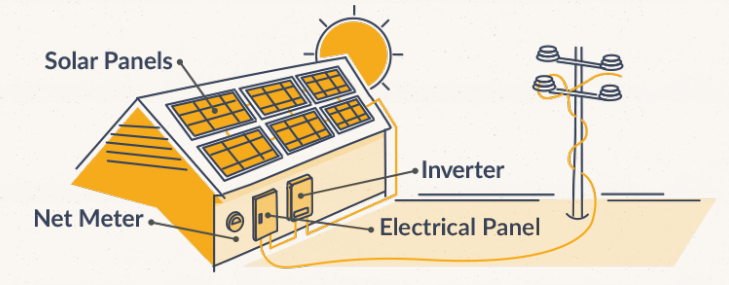 Solar Panels
Inverter
Net Meter
Electrical Panel